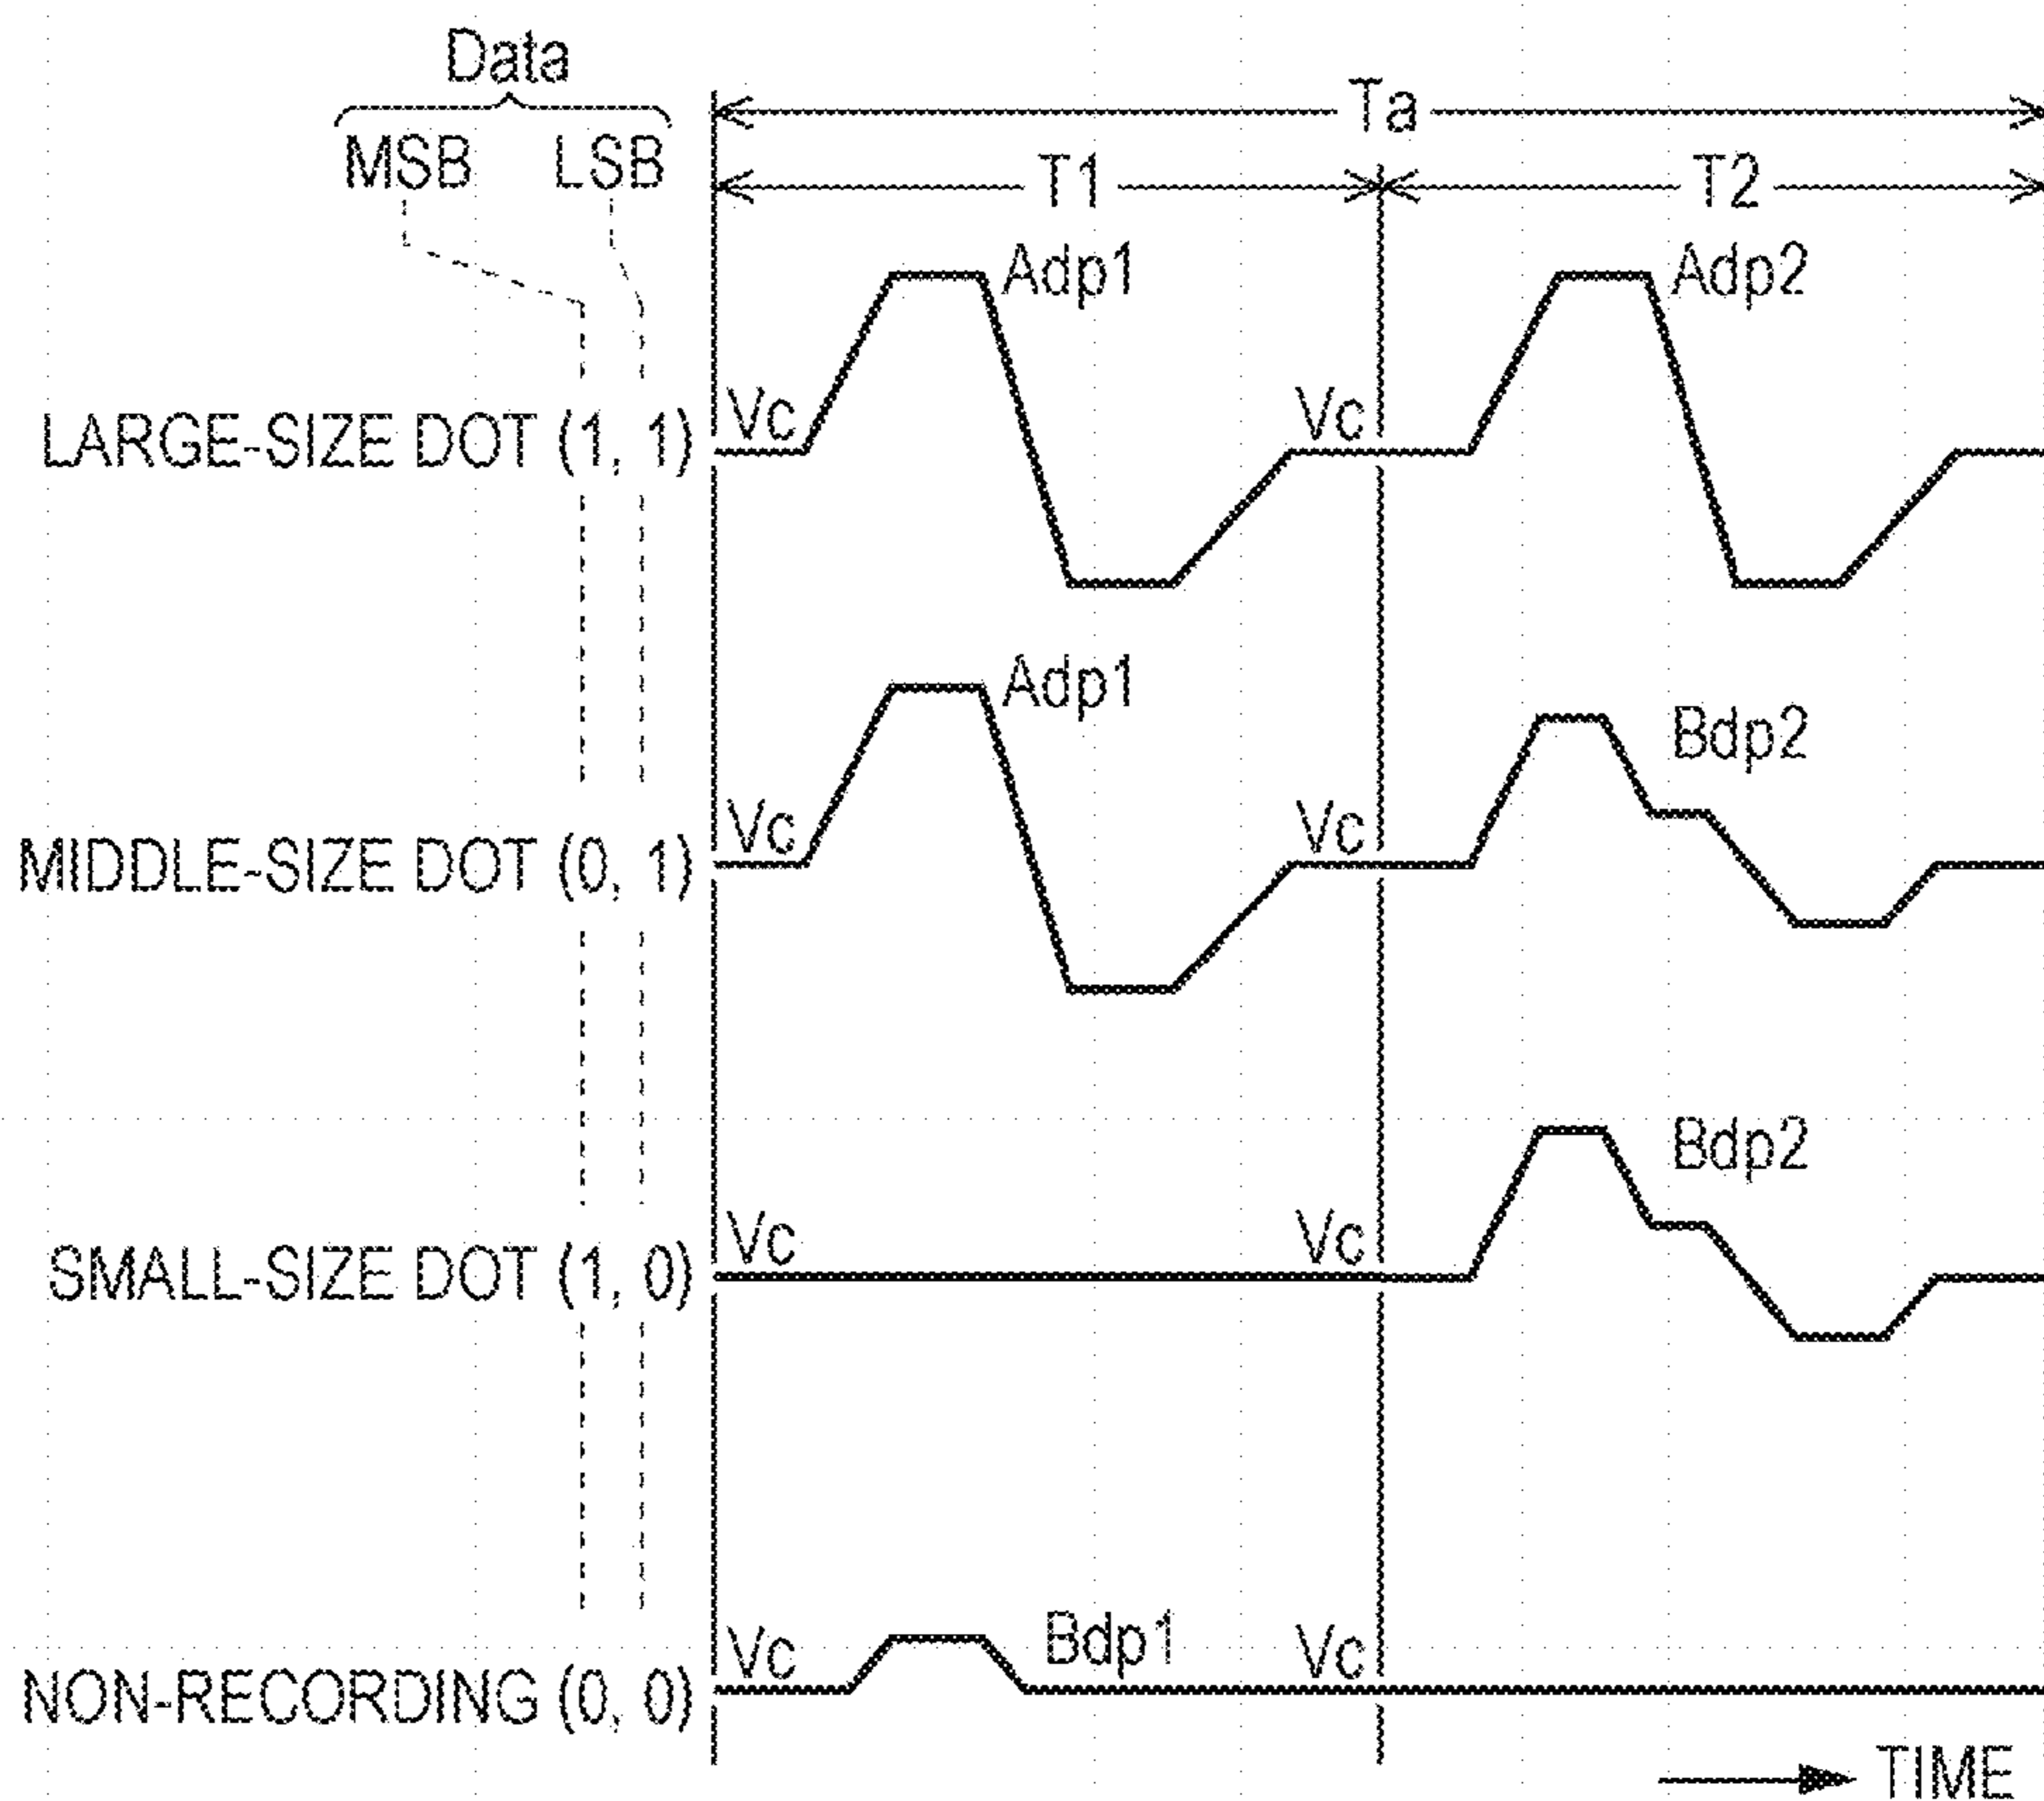 Data
MSB LSB
Ta
T1 T2
Adp1 Adp2
LARGE-SIZE DOT (1, 1) Vc Vc
Adp1 Bdp2
MIDDLE-SIZE DOT (0, 1) Vc Vc
Bdp2
SMALL-SIZE DOT (1, 0) Vc Vc
NON-RECORDING (0, 0) Vc Bdp1 Vc
TIME